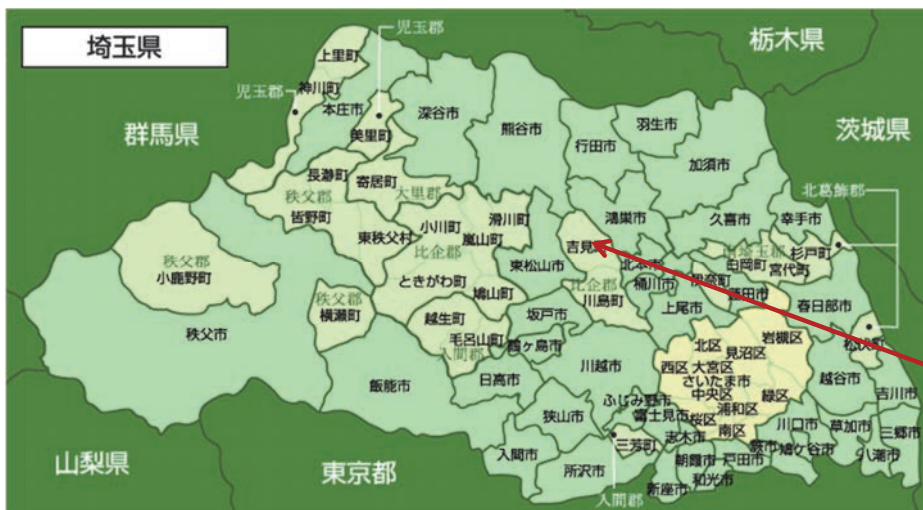 埼玉県
児玉郡
栃木県
上里町
神川町
児玉郡
本庄市
深谷市
熊谷市
羽生市
群馬県
美里町
行田市
茨城県
加須市
長瀞町
寄居町
北葛飾郡
秩父郡
大里郡
皆野町
小川町
滑川町
鴻巣市
久喜市
幸手市
東秩父村
嵐山町
吉見
杉戸町
比企郡
東松山市
北本市
白岡町
宮代町
秩父郡
小鹿野町
ときがわ町
比企郡
桶川市
伊奈町
蓮田市
鳩山町
川島町
秩父郡
横瀬町
上尾市
春日部市
越生町
坂戸市
秩父市
毛呂山町
岩槻区
松伏町
入間郡
鶴ヶ島市
北区
見沼区
飯能市
日高市
川越市
西区
大宮区
越谷市
さいたま市
吉川市
中央区
緑区
ふじみ野市
狭山市
富士見市
浦和区
桜区
川口市
草加市
三郷市
南区
山梨県
東京都
入間市
三芳町
志木市
蕨市
鳩ケ谷市
所沢市
朝霞市
戸田市
八潮市
和光市
新座市
入間郡